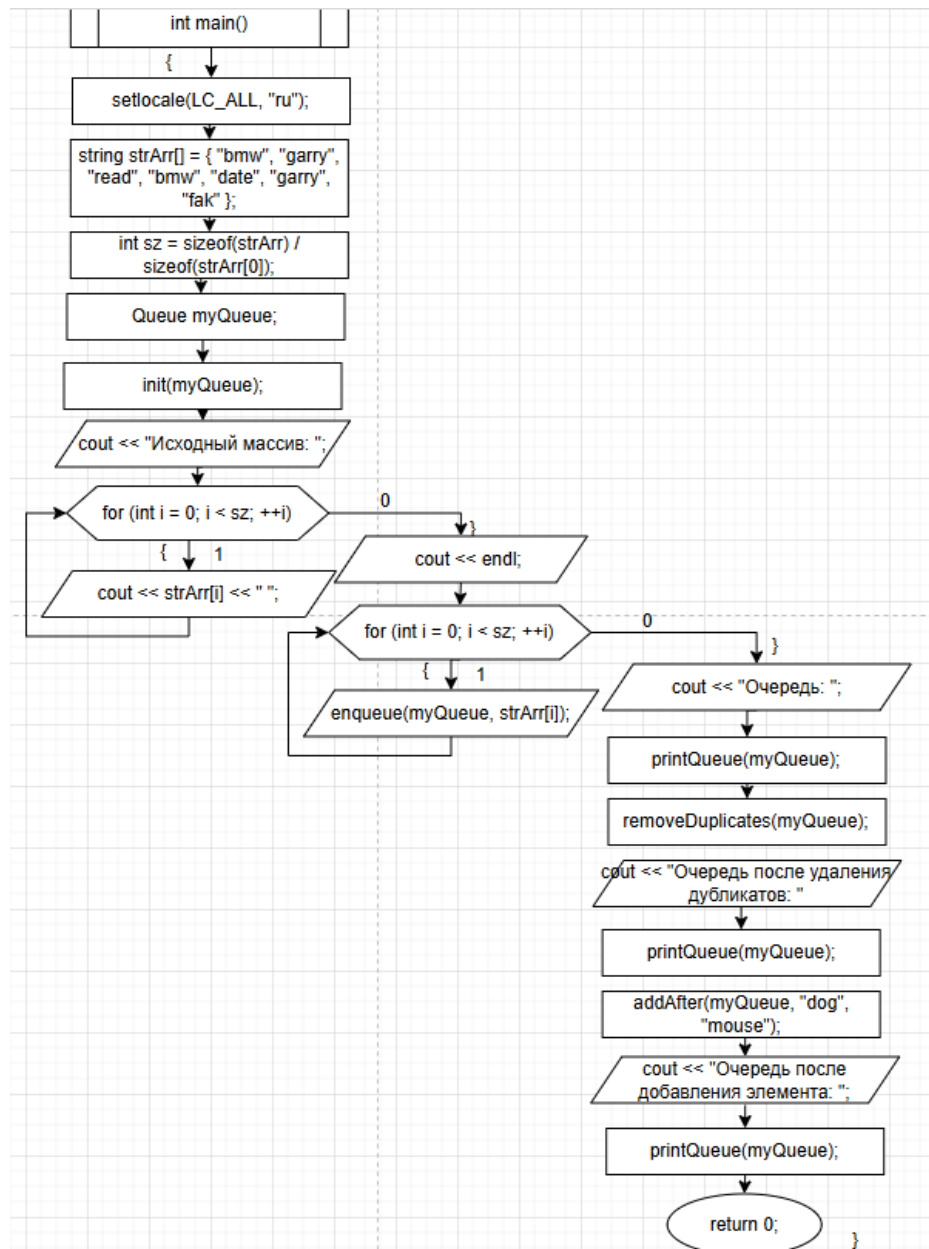 int main()
{
setlocale(LC_ALL, "ru");
string strArr[] = { "bmw", "garry",
"read", "bmw", "date", "garry",
"fak" };
int sz = sizeof(strArr) /
sizeof(strArr[0]);
Queue myQueue;
init(myQueue);
cout << "Исходный массив: ";
for (int i = 0; i < sz; ++i)
0
{
1
cout << strArr[i] << " ";
}
cout << endl;
for (int i = 0; i < sz; ++i)
0
{
1
enqueue(myQueue, strArr[i]);
}
cout << "Очередь: ";
printQueue(myQueue);
removeDuplicates(myQueue);
cout << "Очередь после удаления
дубликатов: "
printQueue(myQueue);
addAfter(myQueue, "dog",
"mouse");
cout << "Очередь после
добавления элемента: ";
printQueue(myQueue);
return 0;
}